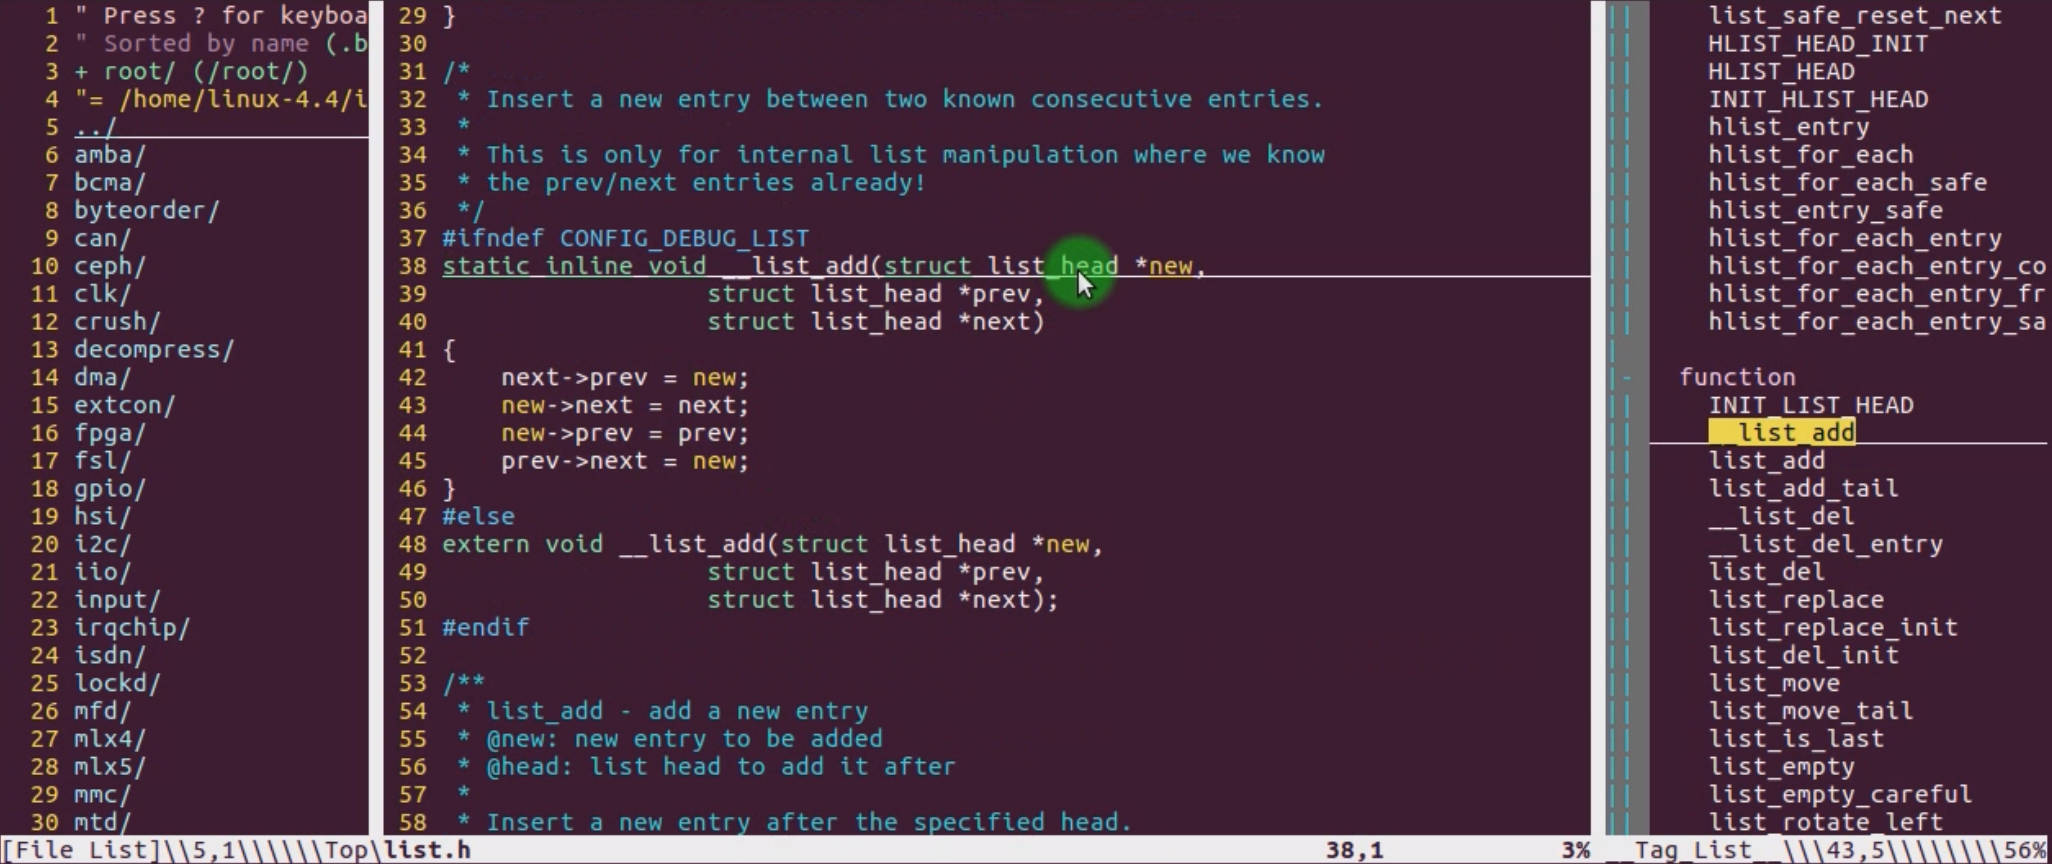 1 " Press ? for keyboa
2 " Sorted by name (.b
3 + root/ (/root/)
4 "= /home/linux-4.4/i
5 ../
6 amba/
7 bcma/
8 byteorder/
9 can/
10 ceph/
11 clk/
12 crush/
13 decompress/
14 dma/
15 extcon/
16 fpga/
17 fsl/
18 gpio/
19 hsi/
20 i2c/
21 iio/
22 input/
23 irqchip/
24 isdn/
25 lockd/
26 mfd/
27 mlx4/
28 mlx5/
29 mmc/
30 mtd/
29 }
30
31 /*
32  * Insert a new entry between two known consecutive entries.
33  *
34  * This is only for internal list manipulation where we know
35  * the prev/next entries already!
36  */
37 #ifndef CONFIG_DEBUG_LIST
38 static inline void __list_add(struct list_head *new,
39                   struct list_head *prev,
40                   struct list_head *next)
41 {
42     next->prev = new;
43     new->next = next;
44     new->prev = prev;
45     prev->next = new;
46 }
47 #else
48 extern void __list_add(struct list_head *new,
49                   struct list_head *prev,
50                   struct list_head *next);
51 #endif
52
53 /**
54  * list_add - add a new entry
55  * @new: new entry to be added
56  * @head: list head to add it after
57  *
58  * Insert a new entry after the specified head.
|| list_safe_reset_next
|| HLIST_HEAD_INIT
|| HLIST_HEAD
|| INIT_HLIST_HEAD
|| hlist_entry
|| hlist_for_each
|| hlist_for_each_safe
|| hlist_entry_safe
|| hlist_for_each_entry
|| hlist_for_each_entry_co
|| hlist_for_each_entry_fr
|| hlist_for_each_entry_sa
|
|- function
|| INIT_LIST_HEAD
|| __list_add
|| list_add
|| list_add_tail
|| __list_del
|| __list_del_entry
|| list_del
|| list_replace
|| list_replace_init
|| list_del_init
|| list_move
|| list_move_tail
|| list_is_last
|| list_empty
|| list_empty_careful
|| list_rotate_left
[File List]\\5,1\\\\\\Top\list.h 38,1 3% __Tag_List__\\\43,5\\\\\\\\56%